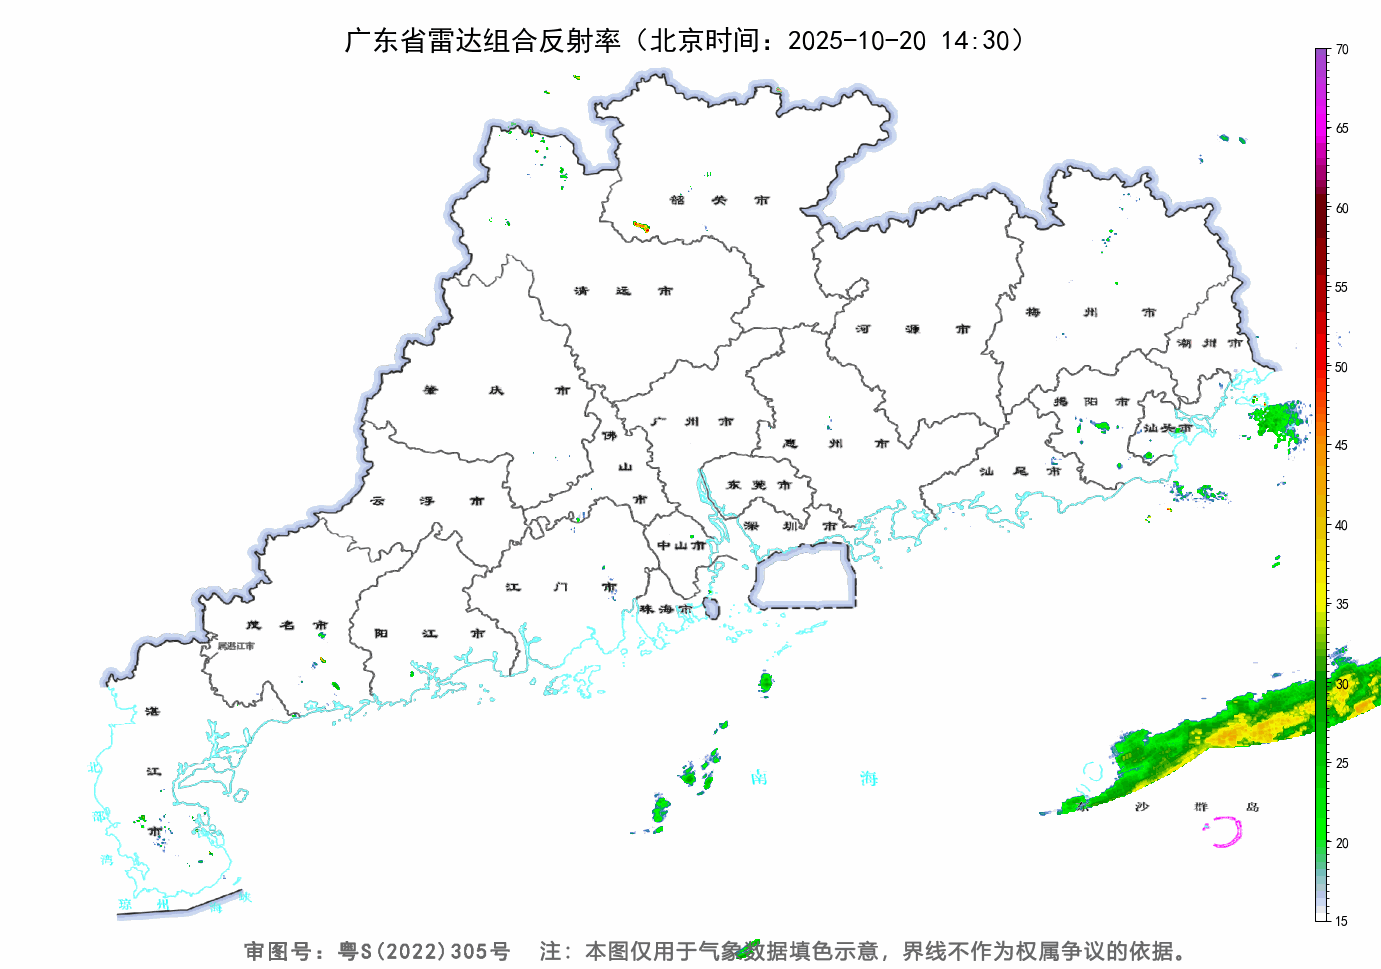 广东省雷达组合反射率（北京时间：2025-10-20 14:30）
70
65
60
55
50
45
40
35
30
25
20
15
韶 关 市
清 远 市
河 源 市
梅 州 市
潮 州 市
肇 庆 市
广 州 市
揭 阳 市
汕头市
佛 山 市
惠 州 市
汕 尾 市
云 浮 市
东 莞 市
深 圳 市
中山市
江 门 市
珠海市
茂 名 市
阳 江 市
属湛江市
湛 江 市
北 部 湾
南 海
东 沙 群 岛
琼 州 海 峡
审图号：粤S(2022)305号 注：本图仅用于气象数据填色示意，界线不作为权属争议的依据。